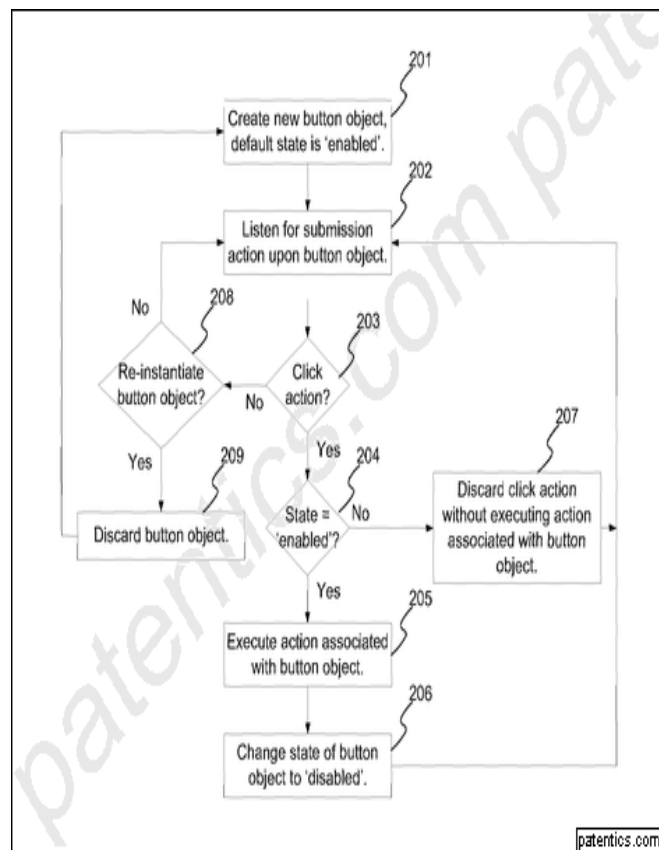 201
Create new button object,
default state is 'enabled'.
202
Listen for submission
action upon button object.
No
208
203
Re-instantiate
button object?
No
Click
action?
Yes
209
Yes
204
207
Discard button object.
State =
'enabled'?
No
Discard click action
without executing action
associated with button
object.
Yes
205
Execute action associated
with button object.
206
Change state of button
object to 'disabled'.
patentics.com pate
patentics.com